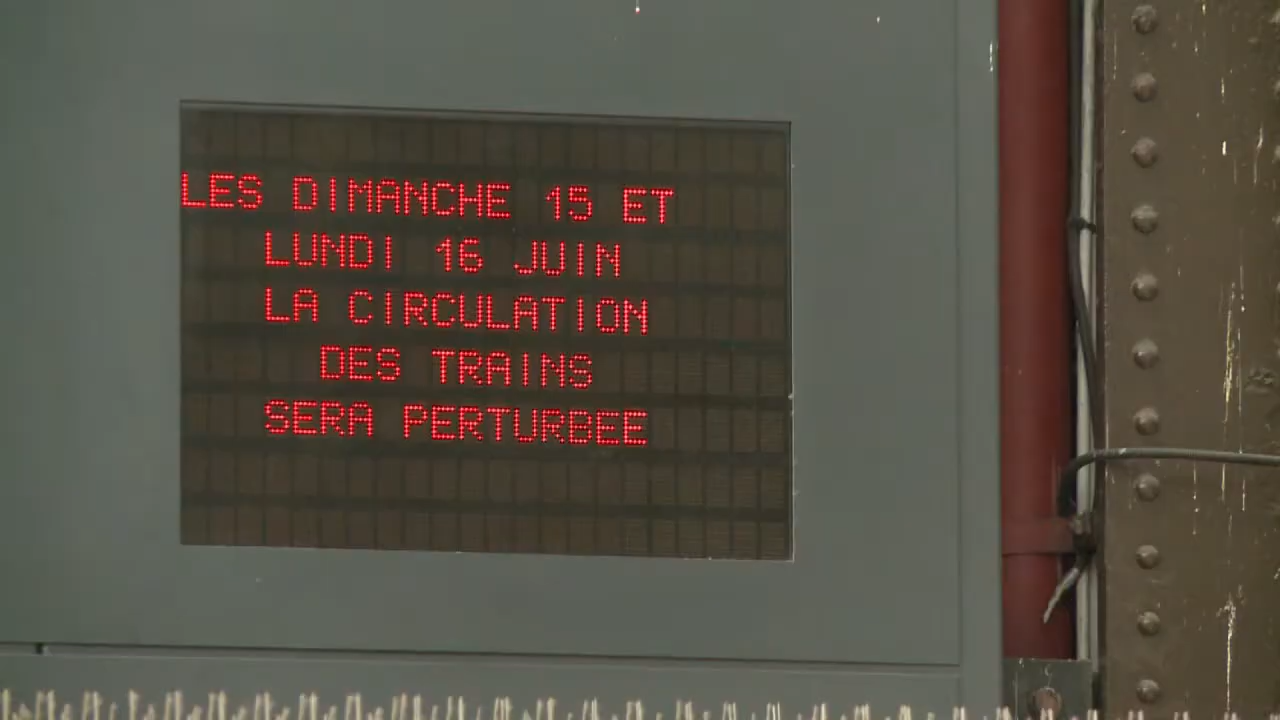 LES DIMANCHE 15 ET
LUNDI 16 JUIN
LA CIRCULATION
DES TRAINS
SERA PERTURBEE